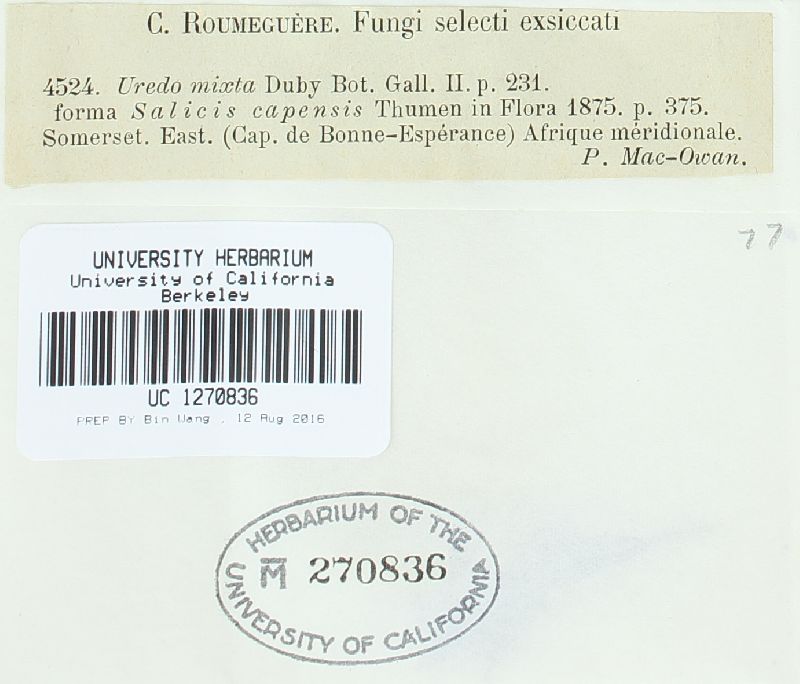 C. ROUMEGUÈRE. Fungi selecti exsiccati
4524. Uredo mixta Duby Bot. Gall. II. p. 231.
forma Salicis capensis Thumen in Flora 1875. p. 375.
Somerset. East. (Cap. de Bonne-Espérance) Afrique méridionale.
P. Mac-Owan.
77
UNIVERSITY HERBARIUM
University of California
Berkeley
UC 1270836
PREP BY Bin Wang , 12 Aug 2016
HERBARIUM OF THE
M 270836
UNIVERSITY OF CALIFORNIA